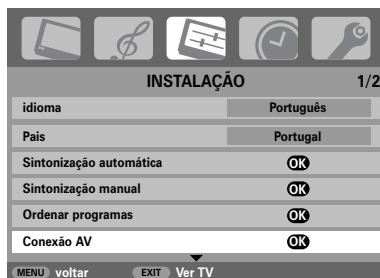 INSTALAÇÃO 1/2
idioma Português
Pais Portugal
Sintonização automática OK
Sintonização manual OK
Ordenar programas OK
Conexão AV OK
MENU voltar EXIT Ver TV